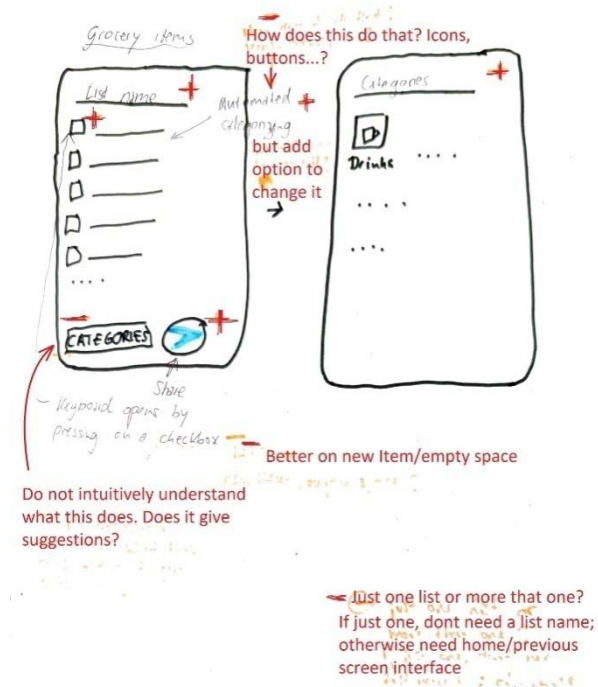 Grocery items
How does this do that? Icons,
buttons...?
List name
Automated
categorizing
but add
option to
change it
Categories
Drinks
CATEGORIES
Share
- Keyboard opens by
pressing on a checkbox
Better on new Item/empty space
Do not intuitively understand
what this does. Does it give
suggestions?
Just one list or more that one?
If just one, dont need a list name;
otherwise need home/previous
screen interface